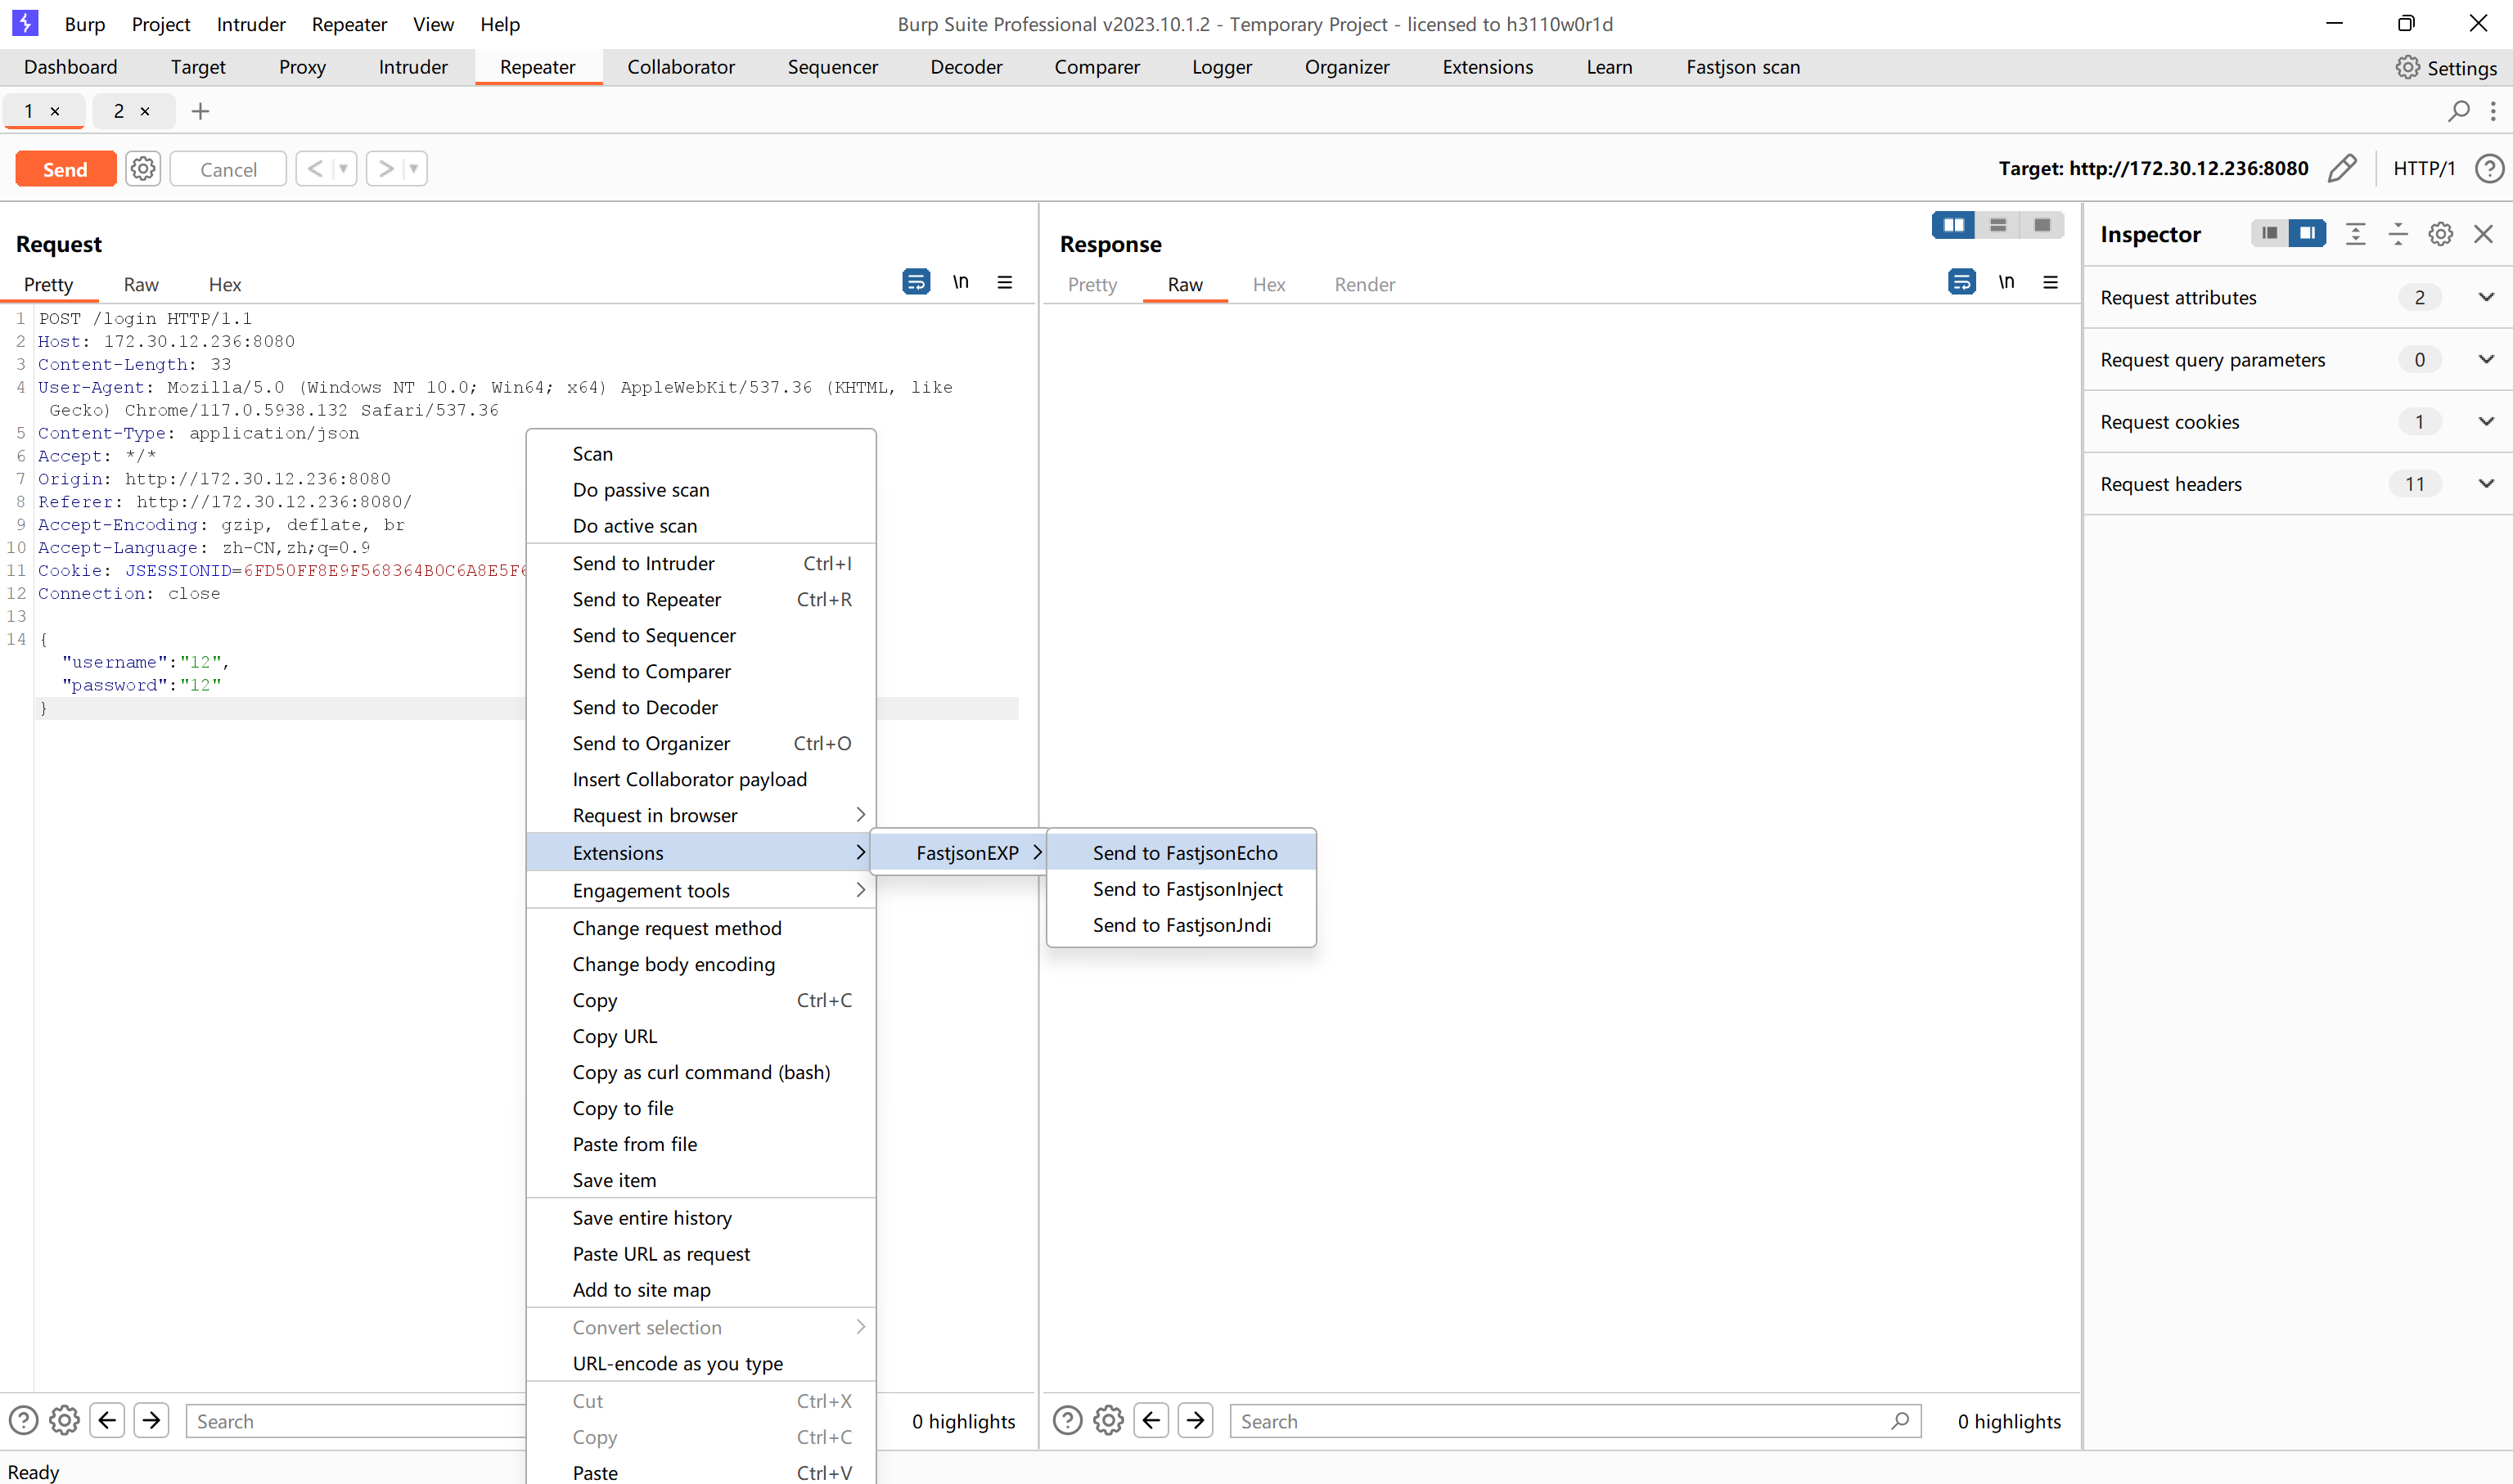 Burp Project Intruder Repeater View Help
Burp Suite Professional v2023.10.1.2 - Temporary Project - licensed to h3110w0r1d
Dashboard Target Proxy Intruder Repeater Collaborator Sequencer Decoder Comparer Logger Organizer Extensions Learn Fastjson scan
Settings
1 × 2 × +
Send Cancel < >
Target: http://172.30.12.236:8080 HTTP/1
Request
Pretty Raw Hex
\n
1 POST /login HTTP/1.1
2 Host: 172.30.12.236:8080
3 Content-Length: 33
4 User-Agent: Mozilla/5.0 (Windows NT 10.0; Win64; x64) AppleWebKit/537.36 (KHTML, like
Gecko) Chrome/117.0.5938.132 Safari/537.36
5 Content-Type: application/json
6 Accept: */*
7 Origin: http://172.30.12.236:8080
8 Referer: http://172.30.12.236:8080/
9 Accept-Encoding: gzip, deflate, br
10 Accept-Language: zh-CN,zh;q=0.9
11 Cookie: JSESSIONID=6FD50FF8E9F568364B0C6A8E5F6
12 Connection: close
13
14 {
"username":"12",
"password":"12"
}
Scan
Do passive scan
Do active scan
Send to Intruder Ctrl+I
Send to Repeater Ctrl+R
Send to Sequencer
Send to Comparer
Send to Decoder
Send to Organizer Ctrl+O
Insert Collaborator payload
Request in browser
Extensions
Engagement tools
Change request method
Change body encoding
Copy Ctrl+C
Copy URL
Copy as curl command (bash)
Copy to file
Paste from file
Save item
Save entire history
Paste URL as request
Add to site map
Convert selection
URL-encode as you type
Cut Ctrl+X
Copy Ctrl+C
Paste Ctrl+V
FastjsonEXP
Send to FastjsonEcho
Send to FastjsonInject
Send to FastjsonJndi
Response
Pretty Raw Hex Render
\n
Inspector
Request attributes 2
Request query parameters 0
Request cookies 1
Request headers 11
Search
0 highlights
Search
0 highlights
Ready